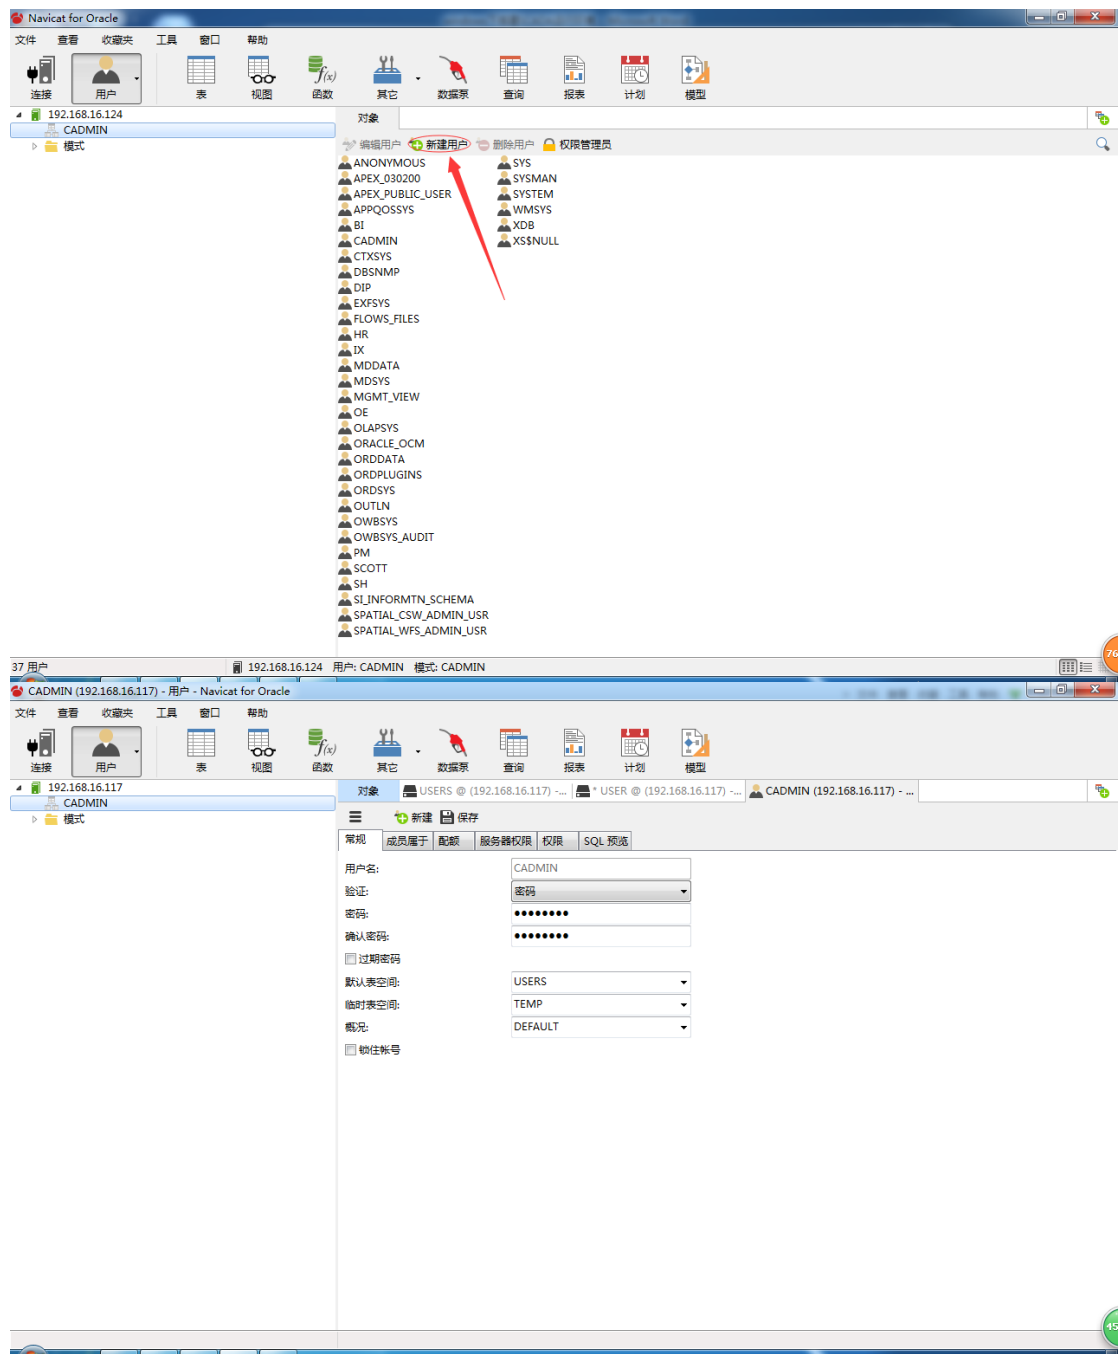 Navicat for Oracle
文件 查看 收藏夹 工具 窗口 帮助
连接 用户 表 视图 函数 其它 数据泵 查询 报表 计划 模型
192.168.16.124
CADMIN
模式
对象
编辑用户 新建用户 删除用户 权限管理员
ANONYMOUS
APEX_030200
APEX_PUBLIC_USER
APPQOSSYS
BI
CADMIN
CTXSYS
DBSNMP
DIP
EXFSYS
FLOWS_FILES
HR
IX
MDDATA
MDSYS
MGMT_VIEW
OE
OLAPSYS
ORACLE_OCM
ORDDATA
ORDPLUGINS
ORDSYS
OUTLN
OWBSYS
OWBSYS_AUDIT
PM
SCOTT
SH
SI_INFORMTN_SCHEMA
SPATIAL_CSW_ADMIN_USR
SPATIAL_WFS_ADMIN_USR
SYS
SYSMAN
SYSTEM
WMSYS
XDB
XS$NULL
76
37 用户 192.168.16.124 用户: CADMIN 模式: CADMIN
CADMIN (192.168.16.117) - 用户 - Navicat for Oracle
文件 查看 收藏夹 工具 窗口 帮助
连接 用户 表 视图 函数 其它 数据泵 查询 报表 计划 模型
192.168.16.117
CADMIN
模式
对象 USERS @ (192.168.16.117) -... * USER @ (192.168.16.117) -... CADMIN (192.168.16.117) - ...
新建 保存
常规 成员属于 配额 服务器权限 权限 SQL 预览
用户名: CADMIN
验证: 密码
密码: ●●●●●●●●
确认密码: ●●●●●●●●
过期密码
默认表空间: USERS
临时表空间: TEMP
概况: DEFAULT
锁住帐号
45